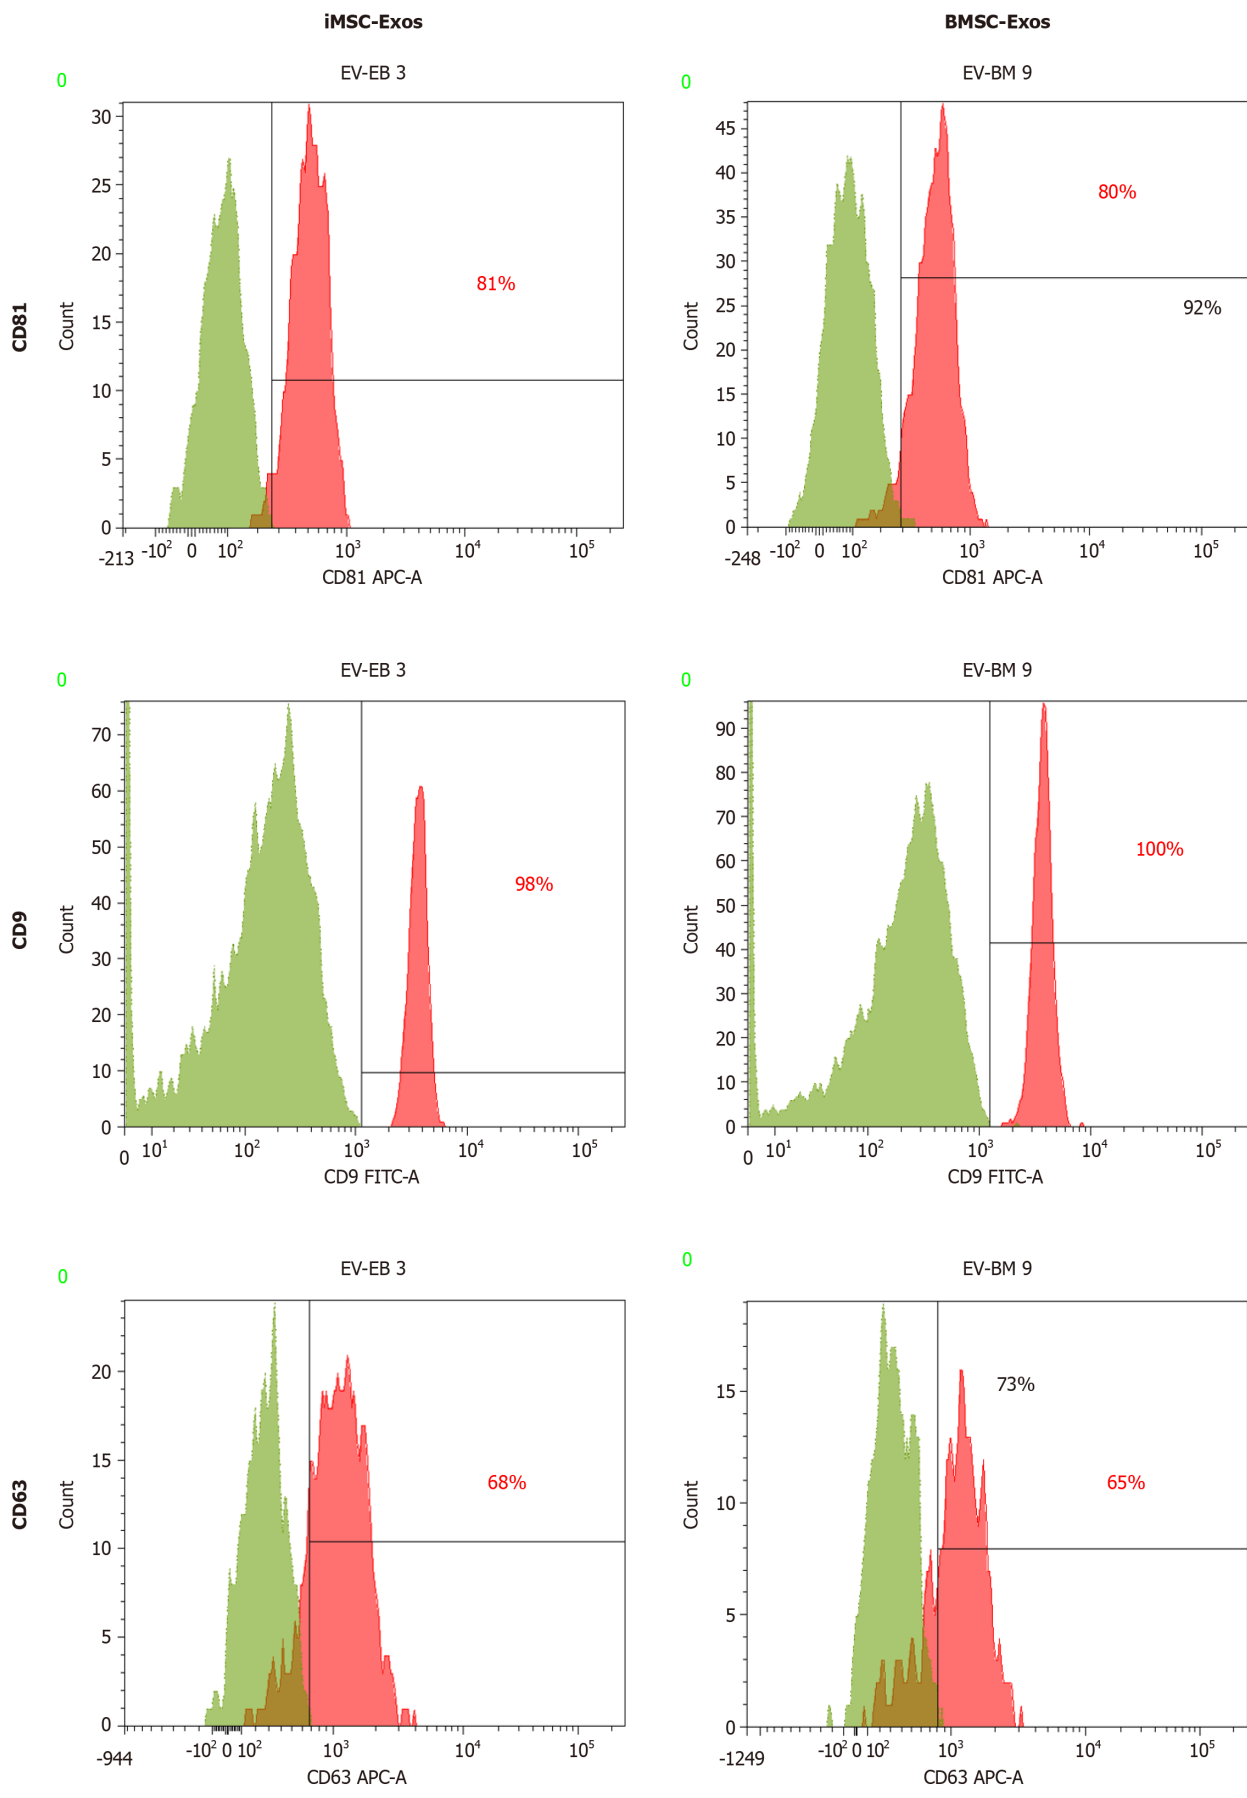 iMSC-Exos
BMSC-Exos
0
EV-EB 3
0
EV-BM 9
CD81
Count
30
25
20
15
10
5
0
81%
-213 -10² 0 10² 10³ 10⁴ 10⁵
CD81 APC-A
Count
45
40
35
30
25
20
15
10
5
0
80%
92%
-248 -10² 0 10² 10³ 10⁴ 10⁵
CD81 APC-A
0
EV-EB 3
0
EV-BM 9
CD9
Count
70
60
50
40
30
20
10
0
98%
0 10¹ 10² 10³ 10⁴ 10⁵
CD9 FITC-A
Count
90
80
70
60
50
40
30
20
10
0
100%
0 10¹ 10² 10³ 10⁴ 10⁵
CD9 FITC-A
0
EV-EB 3
0
EV-BM 9
CD63
Count
20
15
10
5
0
68%
-944 -10² 0 10² 10³ 10⁴ 10⁵
CD63 APC-A
Count
15
10
5
0
73%
65%
-1249 -10² 0 10² 10³ 10⁴ 10⁵
CD63 APC-A